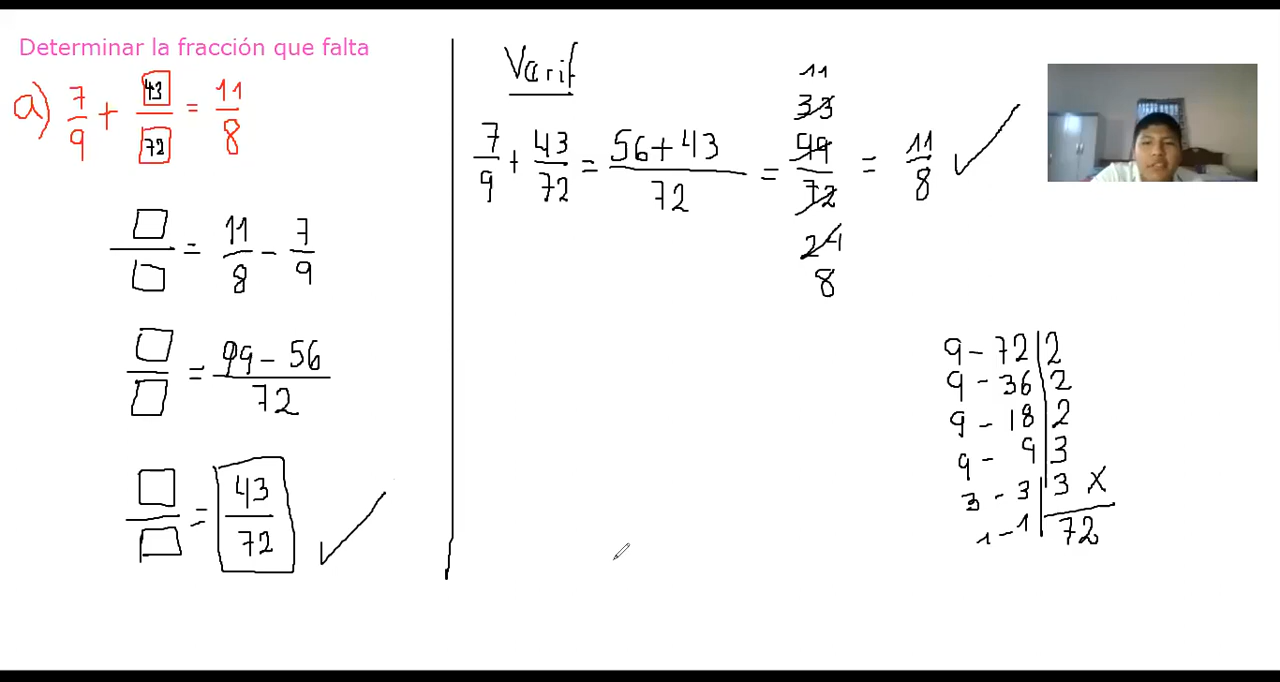 Determinar la fracción que falta
a) 7/9 + 43/72 = 11/8
□/□ = 11/8 - 7/9
□/□ = 99 - 56/72
□/□ = 43/72 ✓
Varif
7/9 + 43/72 = 56 + 43/72 = 99/72 = 11/8 ✓
11
33
24
8
9 - 72 | 2
9 - 36 | 2
9 - 18 | 2
9 - 9 | 3
3 - 3 | 3 x
1 - 1 | 72